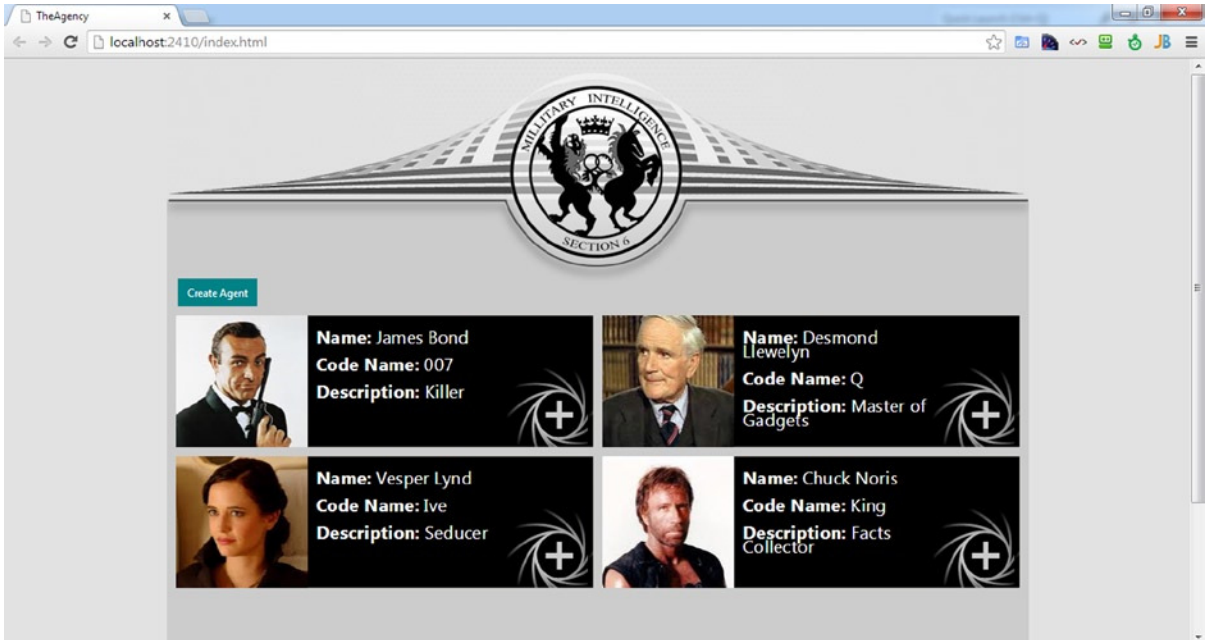 TheAgency
localhost:2410/index.html
MILLITARY INTELLIGENCE
SECTION 6
Create Agent
Name: James Bond
Code Name: 007
Description: Killer
Name: Desmond
Llewelyn
Code Name: Q
Description: Master of
Gadgets
Name: Vesper Lynd
Code Name: Ive
Description: Seducer
Name: Chuck Noris
Code Name: King
Description: Facts
Collector